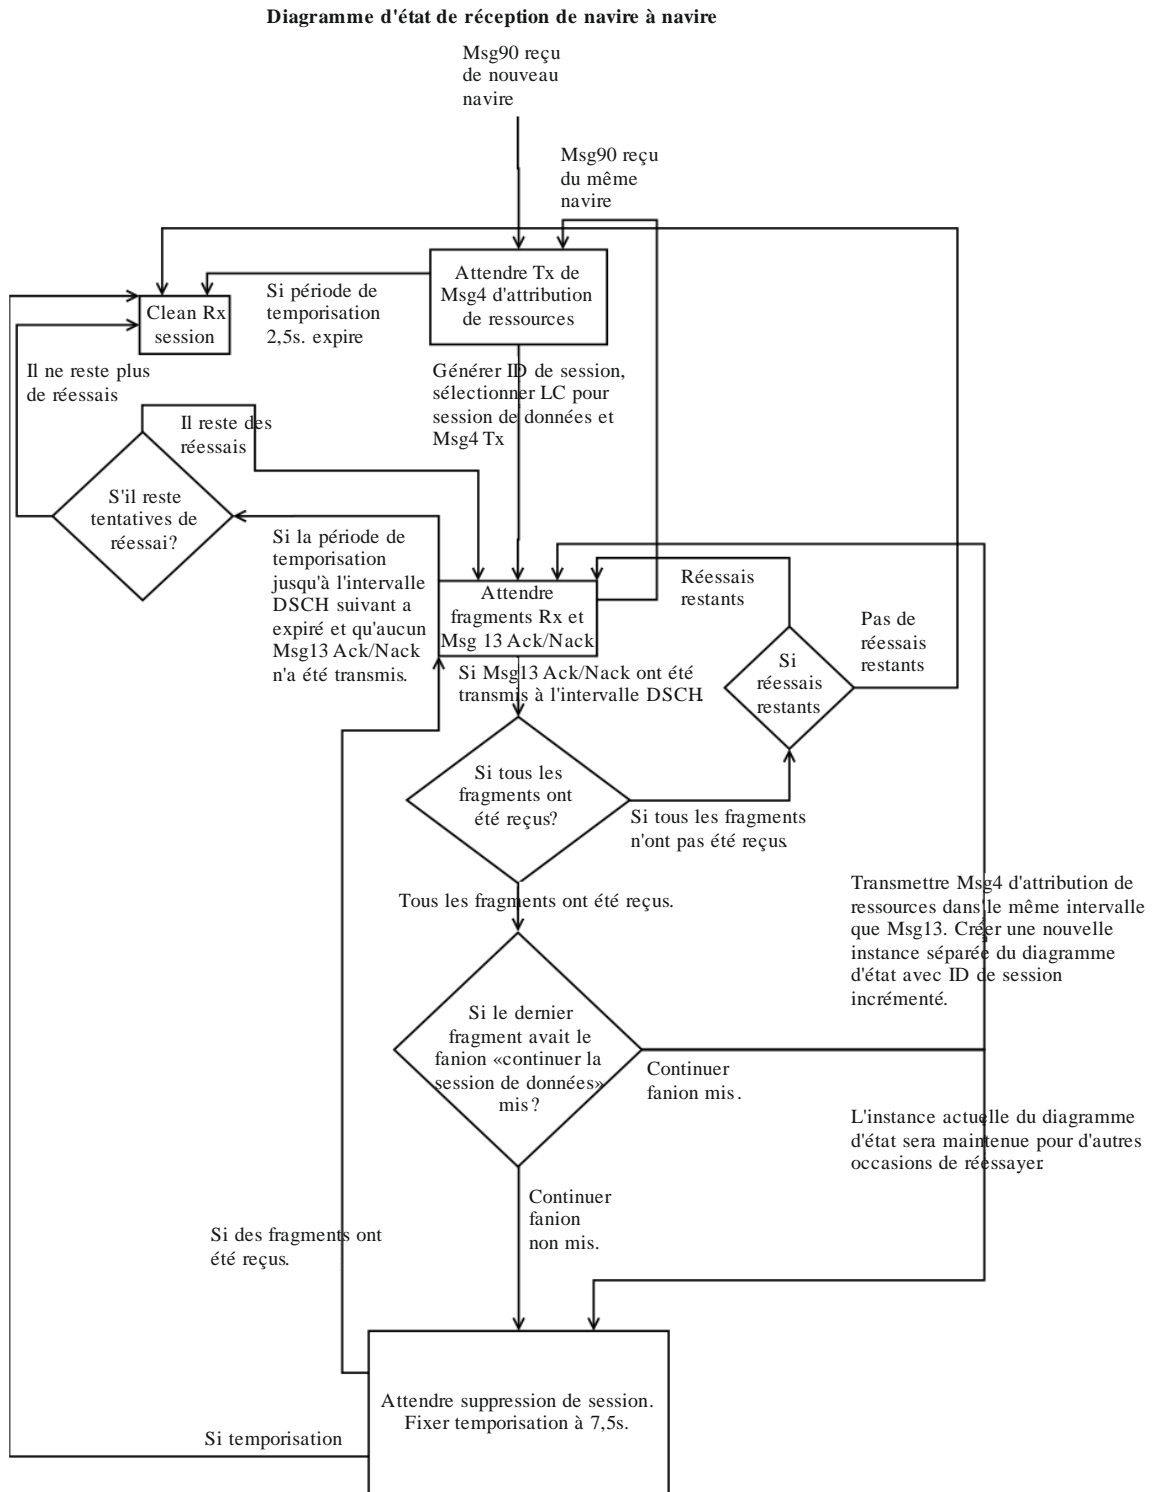 Diagramme d'état de réception de navire à navire
Msg90 reçu
de nouveau
navire
Msg90 reçu
du même
navire
Attendre Tx de
Msg4 d'attribution
de ressources
Si période de
temporisation
2,5s. expire
Clean Rx
session
Il ne reste plus
de réessais
Générer ID de session,
sélectionner LC pour
session de données et
Msg4 Tx
Il reste des
réessais
S'il reste
tentatives de
réessai?
Si la période de
temporisation
jusqu'à l'intervalle
DSCH suivant a
expiré et qu'aucun
Msg13 Ack/Nack
n'a été transmis.
Attendre
fragments Rx et
Msg 13 Ack/Nack
Réessais
restants
Pas de
réessais
restants
Si
réessais
restants
Si Msg13 Ack/Nack ont été
transmis à l'intervalle DSCH
Si tous les
fragments ont
été reçus?
Si tous les fragments
n'ont pas été reçus.
Tous les fragments ont été reçus.
Transmettre Msg4 d'attribution de
ressources dans le même intervalle
que Msg13. Créer une nouvelle
instance séparée du diagramme
d'état avec ID de session
incrémenté.
Si le dernier
fragment avait le
fanion «continuer la
session de données»
mis?
Continuer
fanion mis.
L'instance actuelle du diagramme
d'état sera maintenue pour d'autres
occasions de réessayer.
Continuer
fanion
non mis.
Si des fragments ont
été reçus.
Attendre suppression de session.
Fixer temporisation à 7,5s.
Si temporisation